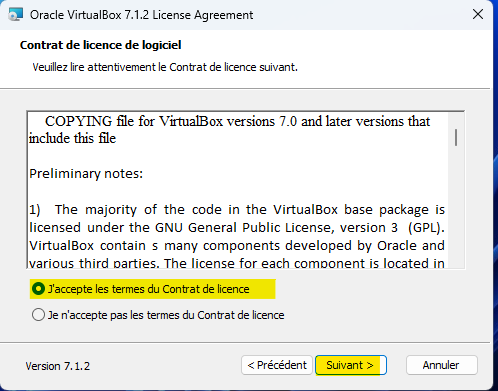 Oracle VirtualBox 7.1.2 License Agreement
Contrat de licence de logiciel
Veuillez lire attentivement le Contrat de licence suivant.
COPYING file for VirtualBox versions 7.0 and later versions that
include this file
Preliminary notes:
1) The majority of the code in the VirtualBox base package is
licensed under the GNU General Public License, version 3 (GPL).
VirtualBox contain s many components developed by Oracle and
various third parties. The license for each component is located in
J'accepte les termes du Contrat de licence
Je n'accepte pas les termes du Contrat de licence
Version 7.1.2
< Précédent
Suivant >
Annuler